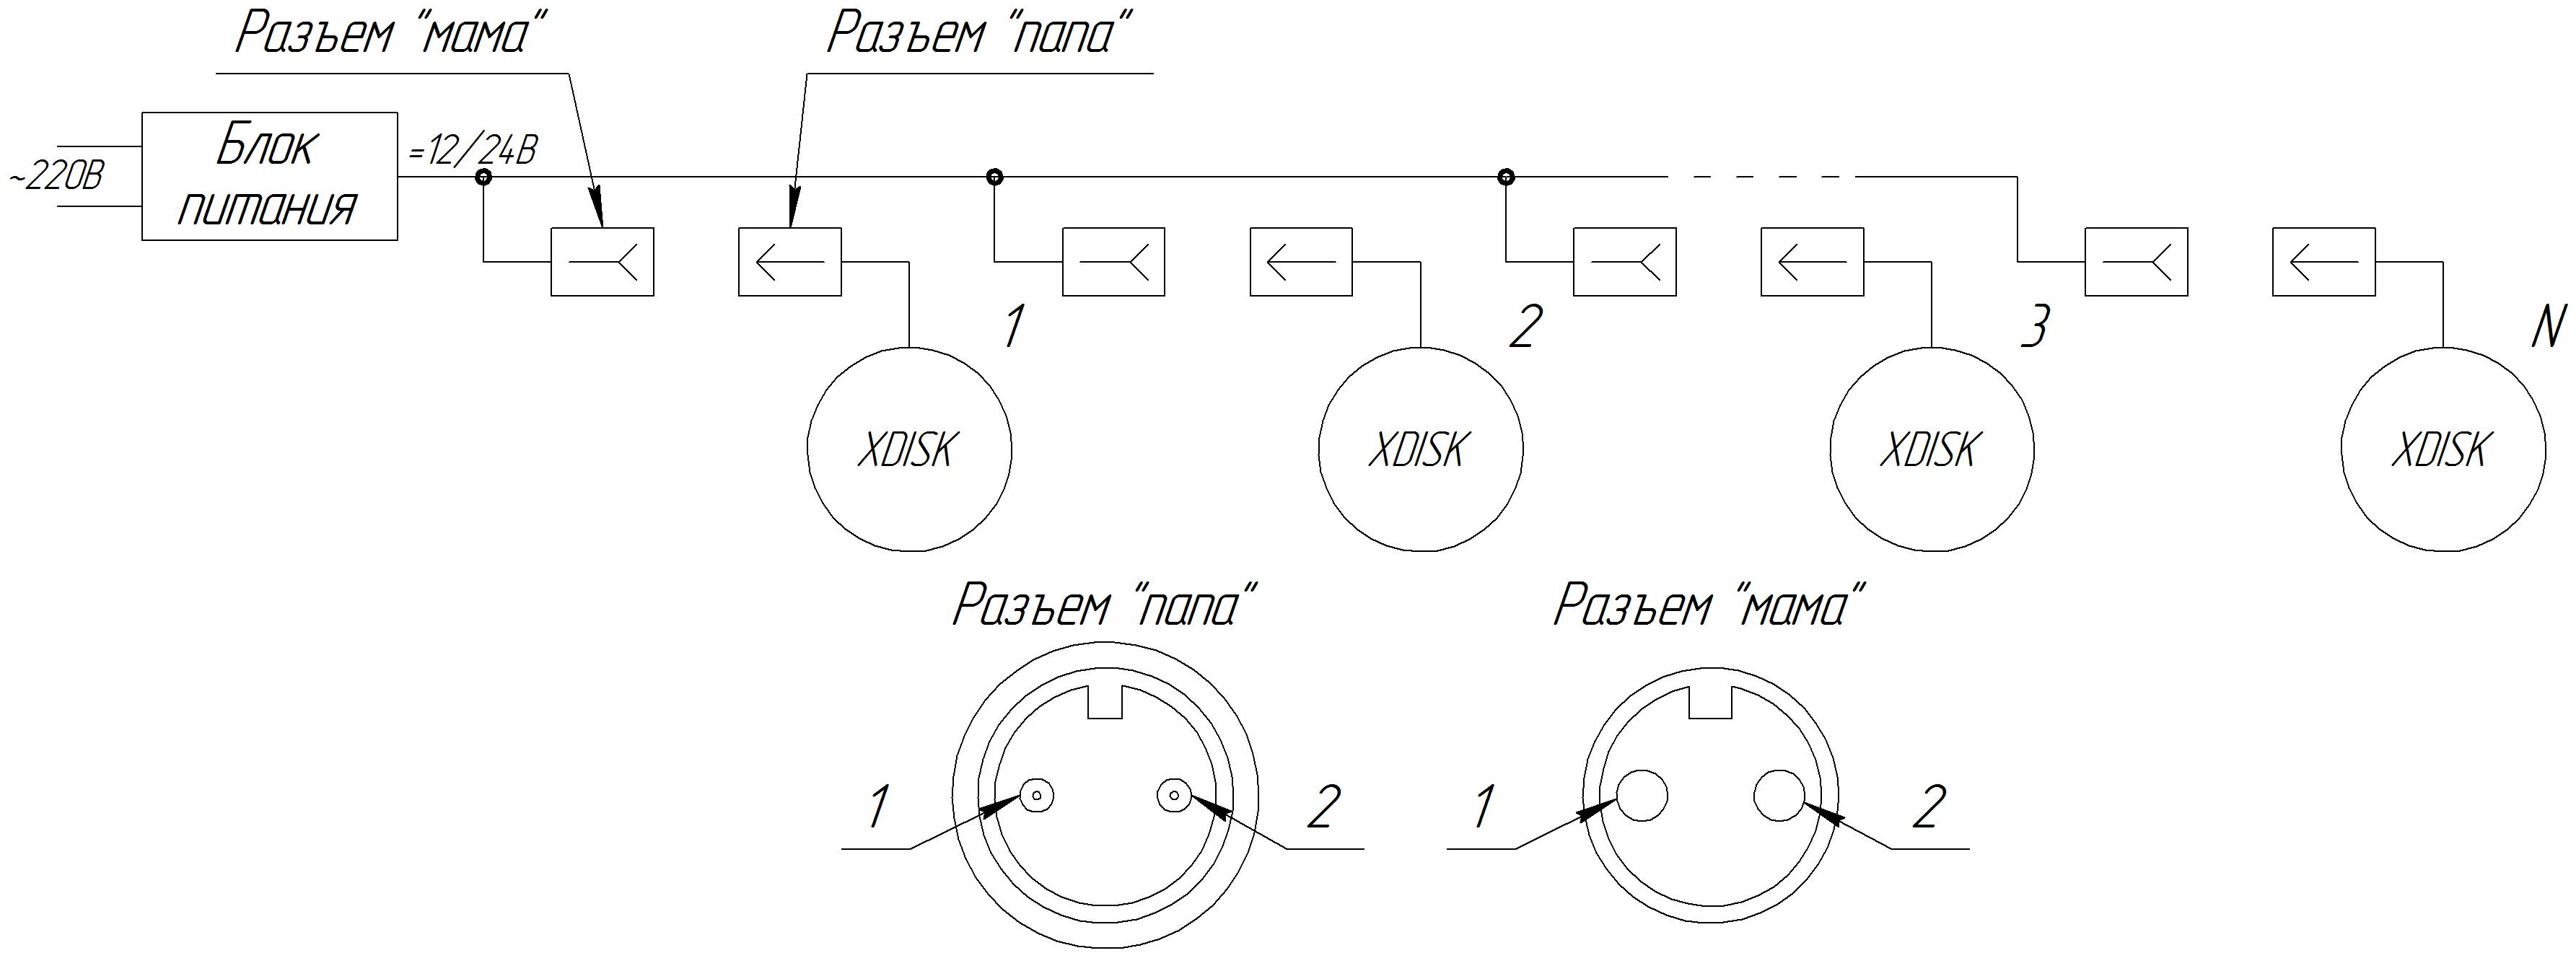 Разъем "мама"
Разъем "папа"
~220В
Блок
питания
=12/24В
1
2
3
N
XDISK
XDISK
XDISK
XDISK
Разъем "папа"
Разъем "мама"
1
2
1
2